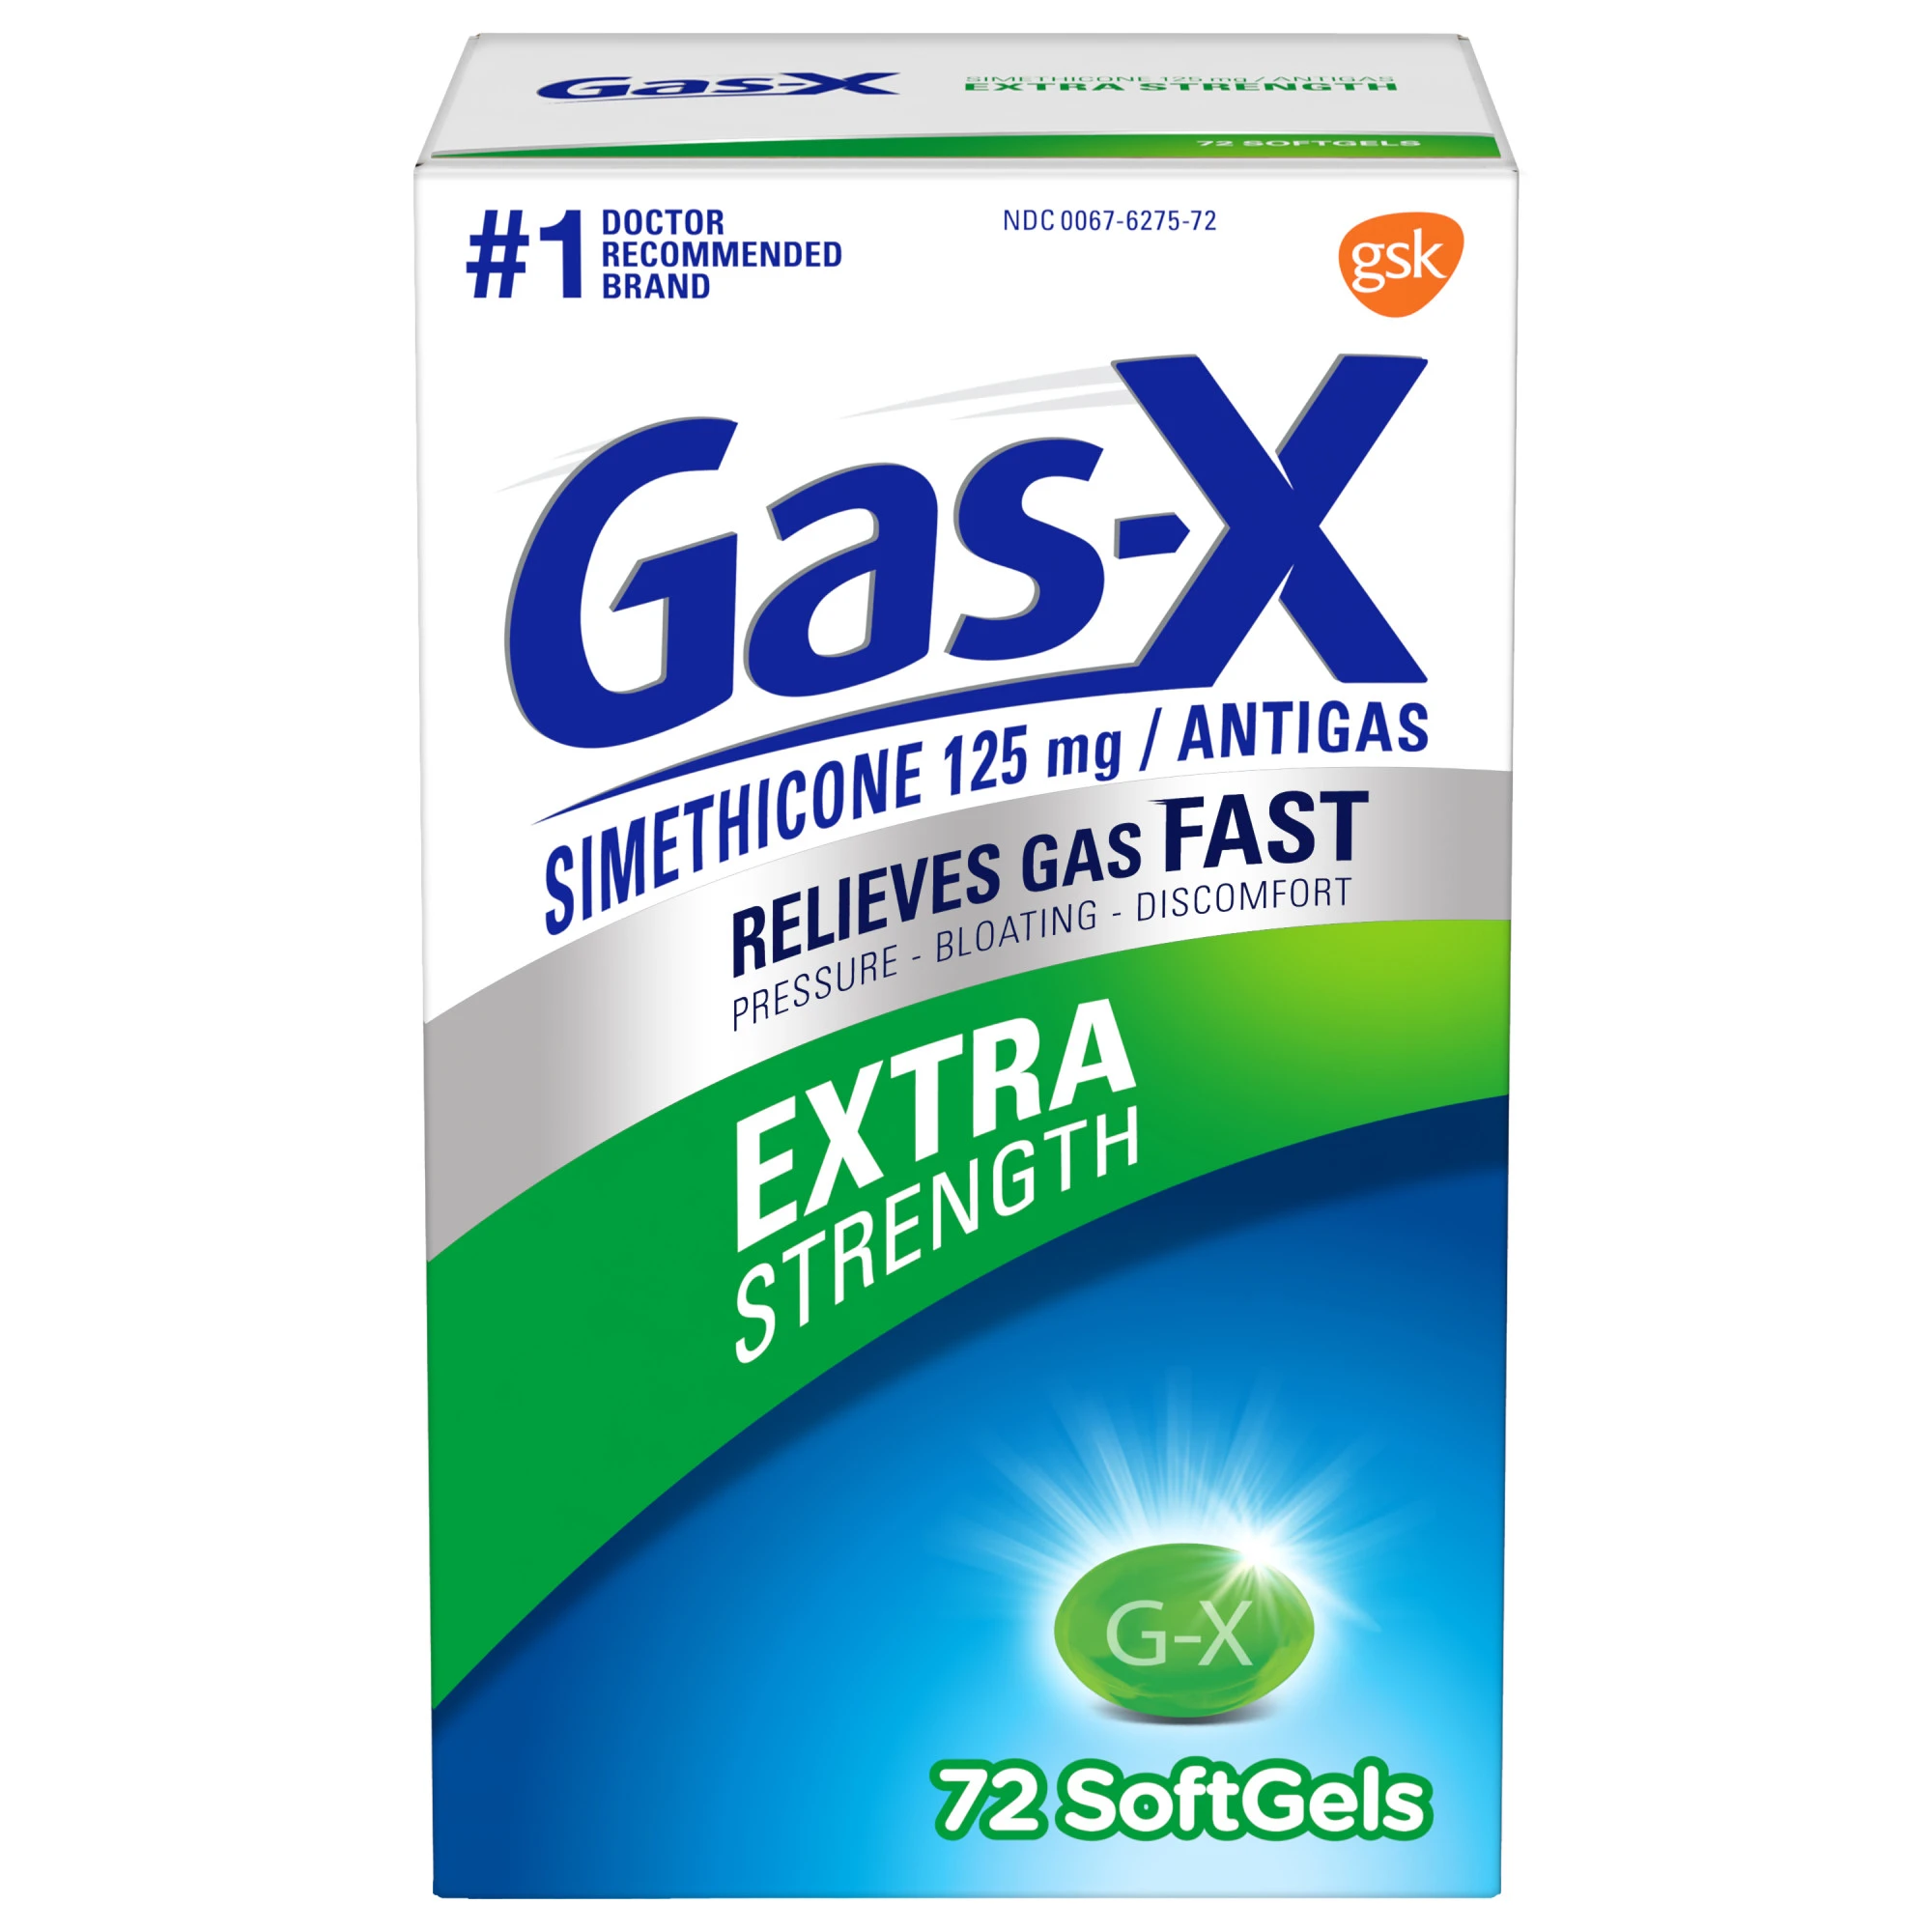 Gas-X
SIMETHICONE 125 mg / ANTIGAS
EXTRA STRENGTH
72 SOFTGELS
#1 DOCTOR
RECOMMENDED
BRAND
NDC 0067-6275-72
gsk
Gas-X
SIMETHICONE 125 mg / ANTIGAS
RELIEVES GAS FAST
PRESSURE - BLOATING - DISCOMFORT
EXTRA
STRENGTH
G-X
72 SoftGels